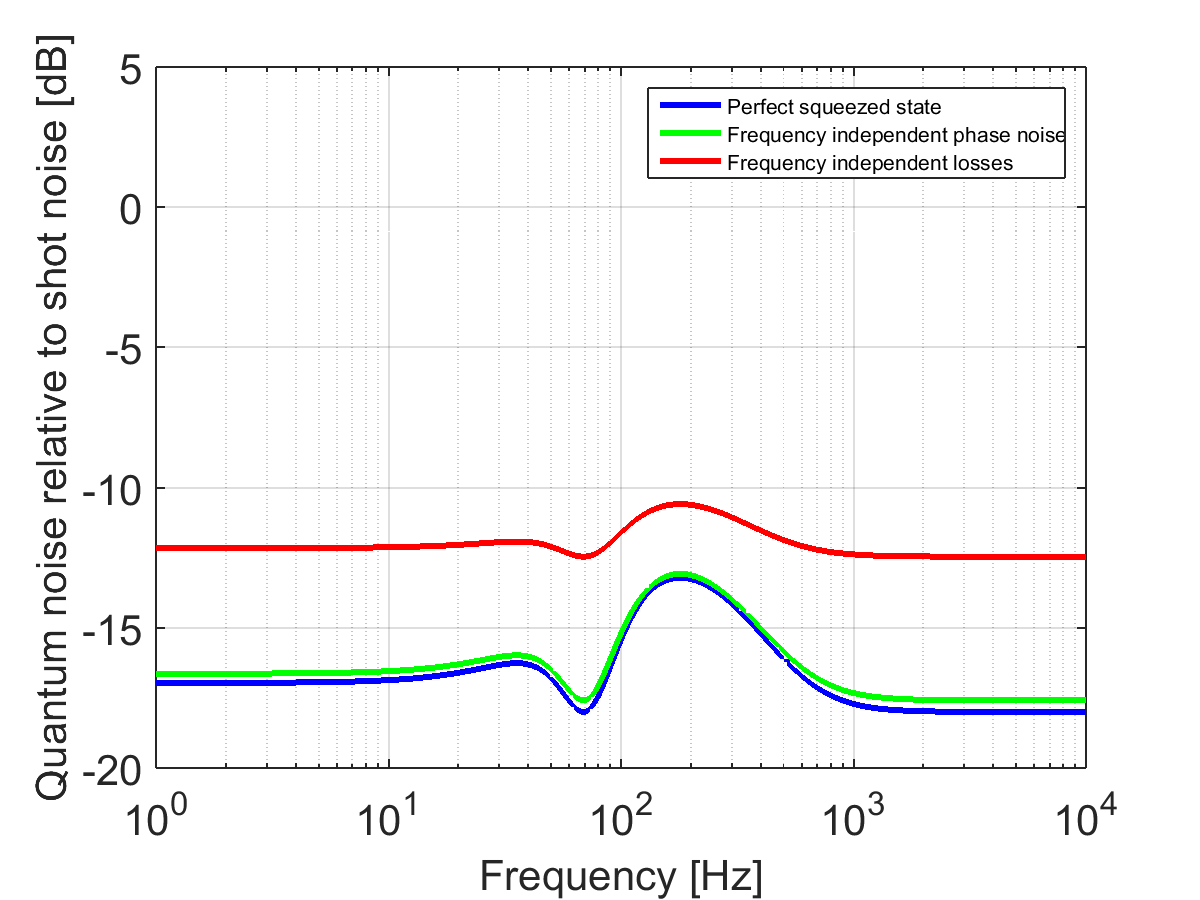 Quantum noise relative to shot noise [dB]
5
0
-5
-10
-15
-20
Perfect squeezed state
Frequency independent phase noise
Frequency independent losses
10^0 10^1 10^2 10^3 10^4
Frequency [Hz]